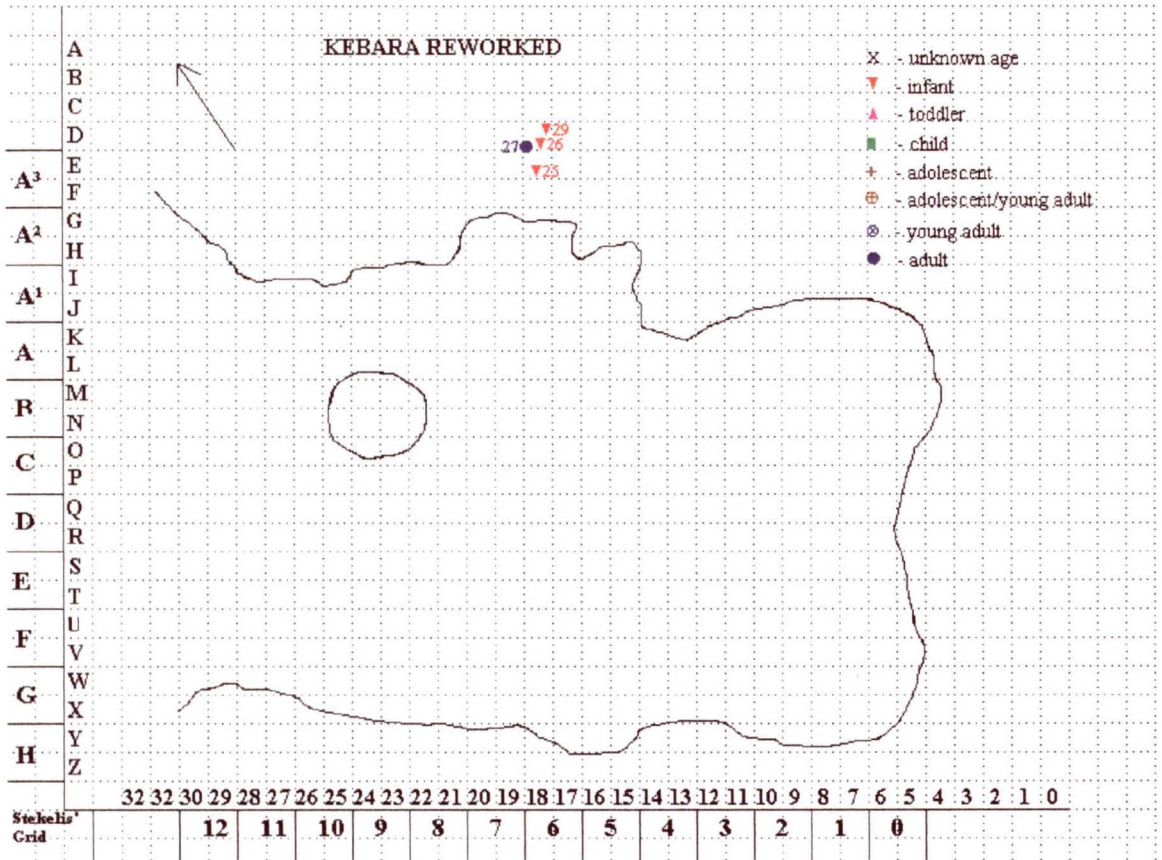 KEBARA REWORKED
A
B
C
D
E
F
G
H
I
J
K
L
M
N
O
P
Q
R
S
T
U
V
W
X
Y
Z
A³
A²
A¹
A
B
C
D
E
F
G
H
X - unknown age
- infant
- toddler
- child
- adolescent
- adolescent/young adult
- young adult
- adult
29
27 26
25
32 32 30 29 28 27 26 25 24 23 22 21 20 19 18 17 16 15 14 13 12 11 10 9 8 7 6 5 4 3 2 1 0
Stekelis' Grid
12 11 10 9 8 7 6 3 2 1 0